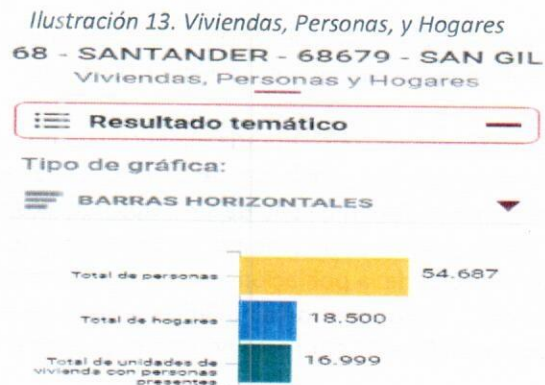 Ilustración 13. Viviendas, Personas, y Hogares
68 - SANTANDER - 68679 - SAN GIL
Viviendas, Personas y Hogares
Resultado temático
Tipo de gráfica:
BARRAS HORIZONTALES
Total de personas 54.687
Total de hogares 18.500
Total de unidades de
vivienda con personas
presentes 16.999